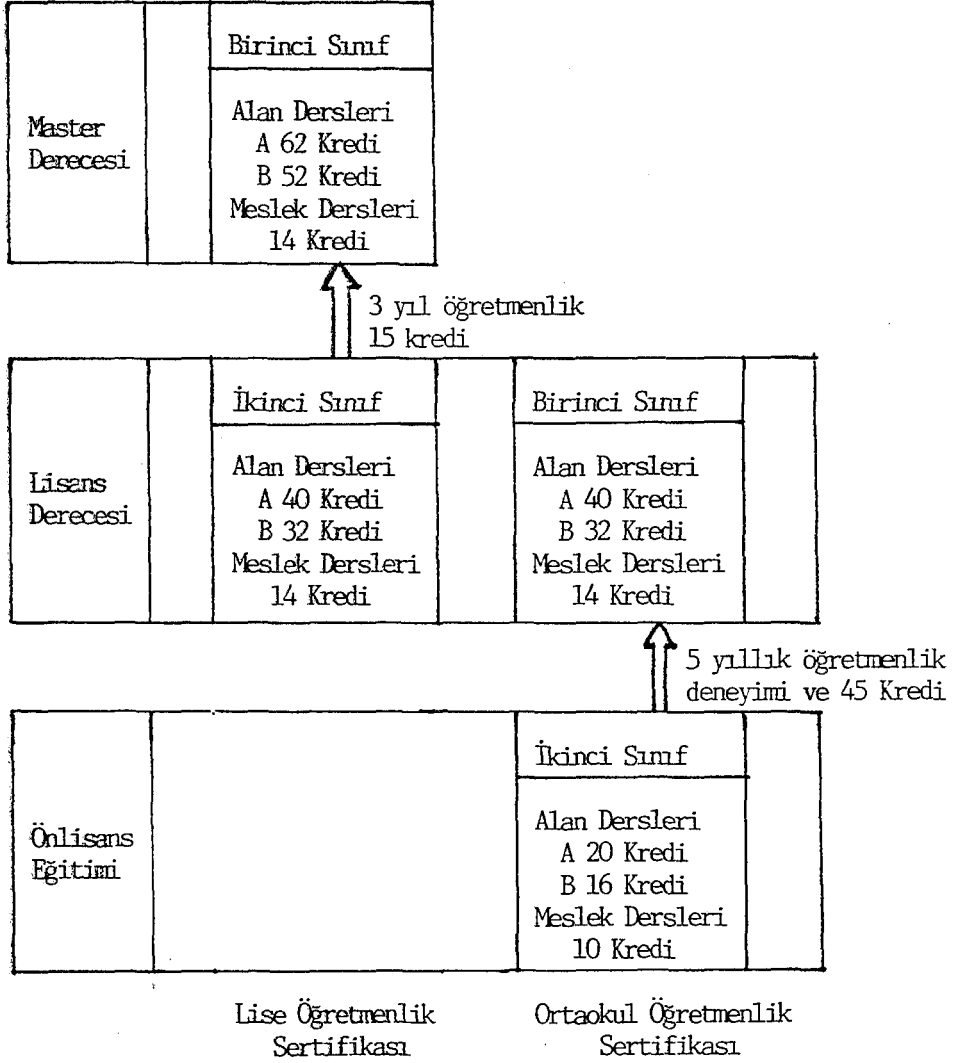 Master
Derecesi
Birinci Sınıf
Alan Dersleri
A 62 Kredi
B 52 Kredi
Meslek Dersleri
14 Kredi
3 yıl öğretmenlik
15 kredi
Lisans
Derecesi
İkinci Sınıf
Alan Dersleri
A 40 Kredi
B 32 Kredi
Meslek Dersleri
14 Kredi
Birinci Sınıf
Alan Dersleri
A 40 Kredi
B 32 Kredi
Meslek Dersleri
14 Kredi
5 yıllık öğretmenlik
deneyimi ve 45 Kredi
Önlisans
Eğitimi
İkinci Sınıf
Alan Dersleri
A 20 Kredi
B 16 Kredi
Meslek Dersleri
10 Kredi
Lise Öğretmenlik
Sertifikası
Ortaokul Öğretmenlik
Sertifikası